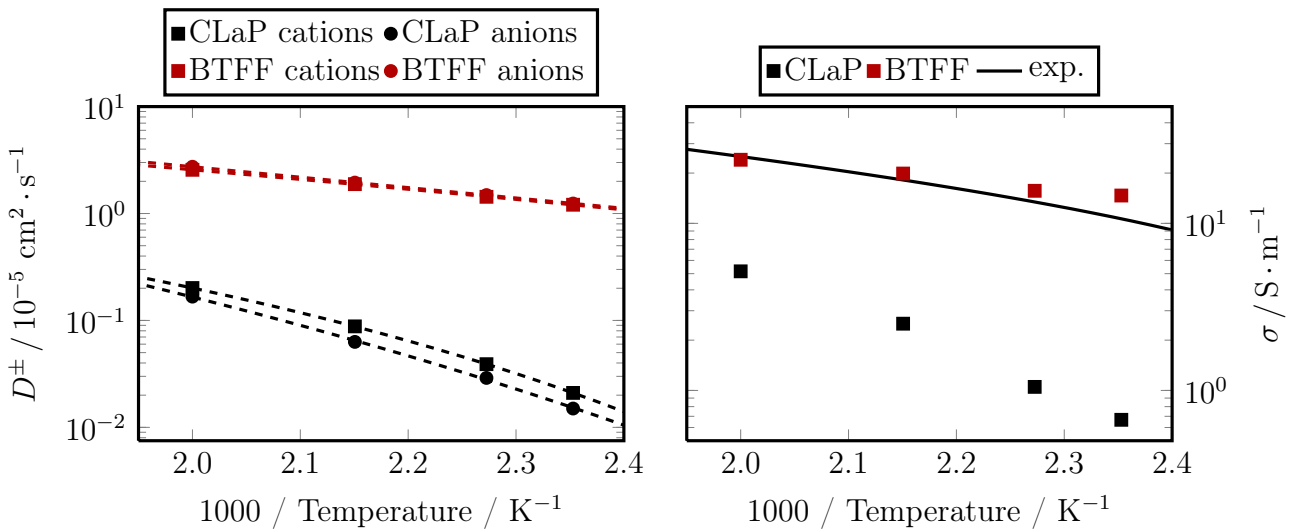 CLaP cations CLaP anions
BTFF cations BTFF anions
10^1
10^0
10^{-1}
10^{-2}
D^± / 10^{-5} cm^2 · s^{-1}
2.0 2.1 2.2 2.3 2.4
1000 / Temperature / K^{-1}
CLaP BTFF exp.
10^1
10^0
σ / S · m^{-1}
2.0 2.1 2.2 2.3 2.4
1000 / Temperature / K^{-1}